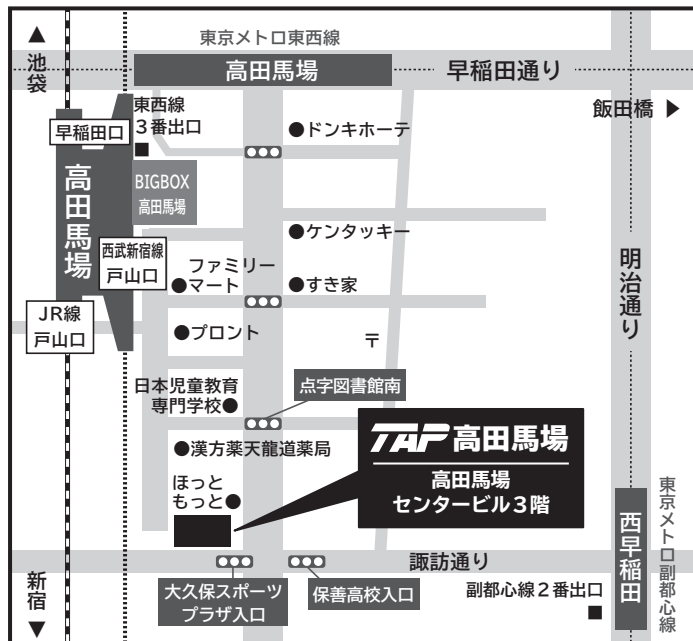 ▲
池袋
東京メトロ東西線
高田馬場
早稲田通り
飯田橋 ▶
早稲田口
東西線
3番出口
■
●ドンキホーテ
BIGBOX
高田馬場
高田馬場
西武新宿線
戸山口
●ケンタッキー
ファミリー
●マート
●すき家
明治通り
JR線
戸山口
●プロント
〒
日本児童教育
専門学校●
点字図書館南
●漢方薬天龍道薬局
TAP 高田馬場
高田馬場
センタービル3階
ほっと
もっと●
諏訪通り
西早稲田
東京メトロ副都心線
大久保スポーツ
プラザ入口
保善高校入口
副都心線2番出口
■
新宿
▼